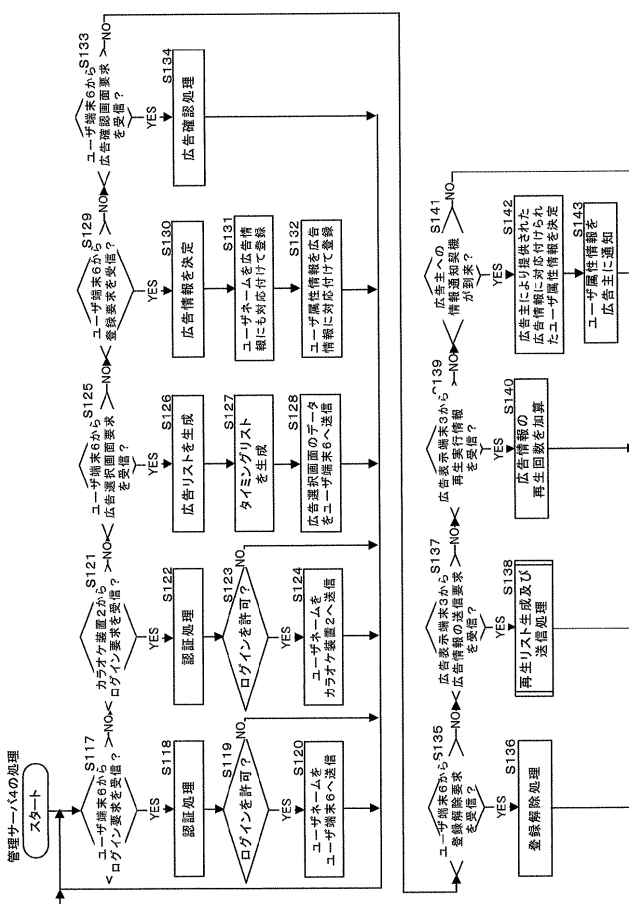 管理サーバ4の処理
スタート
S117
ユーザ端末6から
ログイン要求を受信？
NO
YES
S118
認証処理
S119
ログインを許可？
NO
YES
S120
ユーザネームを
ユーザ端末6へ送信
S121
カラオケ装置2から
ログイン要求を受信？
NO
YES
S122
認証処理
S123
ログインを許可？
NO
YES
S124
ユーザネームを
カラオケ装置2へ送信
S125
ユーザ端末6から
広告選択画面要求
を受信？
NO
YES
S126
広告リストを生成
S127
タイミングリスト
を生成
S128
広告選択画面のデータ
をユーザ端末6へ送信
S129
ユーザ端末6から
登録要求を受信？
NO
YES
S130
広告情報を決定
S131
ユーザネームを広告情
報にも対応付けて登録
S132
ユーザ属性情報を広告
情報に対応付けて登録
S133
ユーザ端末6から
広告確認画面要求
を受信？
NO
YES
S134
広告確認処理
S135
ユーザ端末6から
登録解除要求
を受信？
NO
YES
S136
登録解除処理
S137
広告表示端末3から
広告情報の送信要求
を受信？
NO
YES
S138
再生リスト生成及び
送信処理
S139
広告表示端末3から
再生実行情報
を受信？
NO
YES
S140
広告情報の
再生回数を加算
S141
広告主への
情報通知契機
が到来？
NO
YES
S142
広告主により提供された
広告情報に対応付けられ
たユーザ属性情報を決定
S143
ユーザ属性情報を
広告主に通知